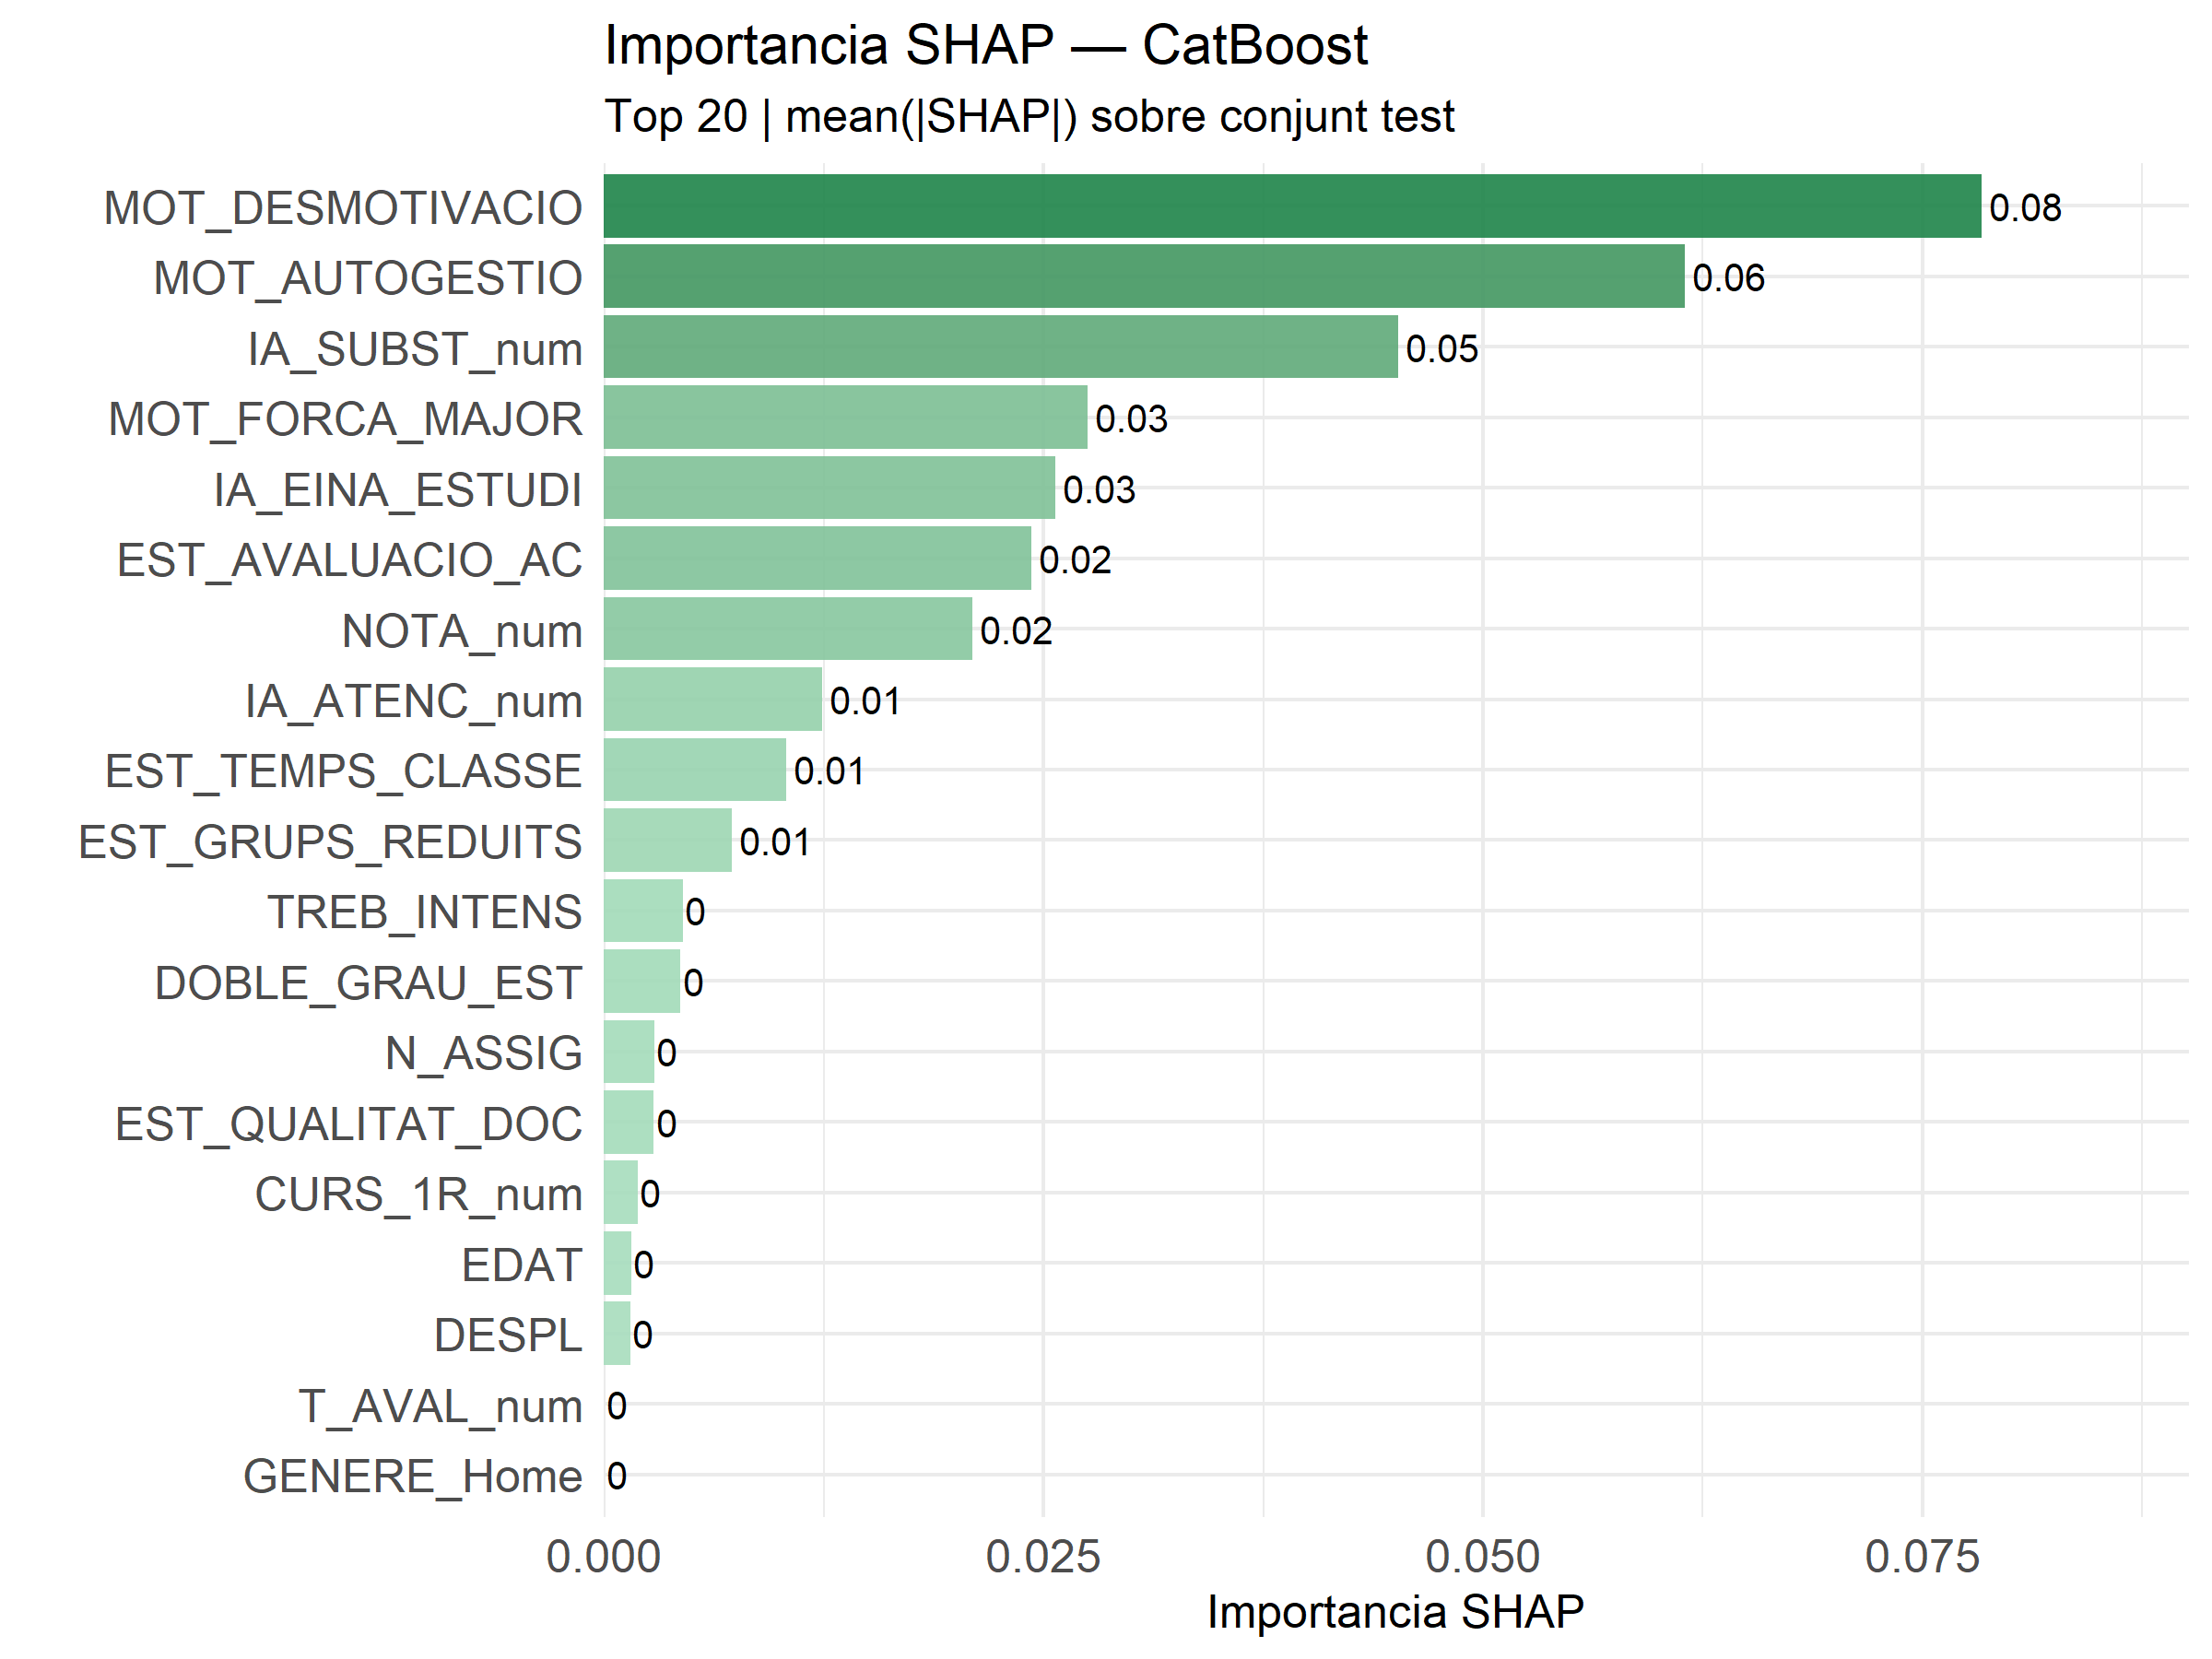 Importancia SHAP — CatBoost
Top 20 | mean(|SHAP|) sobre conjunt test
MOT_DESMOTIVACIO 0.08
MOT_AUTOGESTIO 0.06
IA_SUBST_num 0.05
MOT_FORCA_MAJOR 0.03
IA_EINA_ESTUDI 0.03
EST_AVALUACIO_AC 0.02
NOTA_num 0.02
IA_ATENC_num 0.01
EST_TEMPS_CLASSE 0.01
EST_GRUPS_REDUITS 0.01
TREB_INTENS 0
DOBLE_GRAU_EST 0
N_ASSIG 0
EST_QUALITAT_DOC 0
CURS_1R_num 0
EDAT 0
DESPL 0
T_AVAL_num 0
GENERE_Home 0
0.000 0.025 0.050 0.075
Importancia SHAP